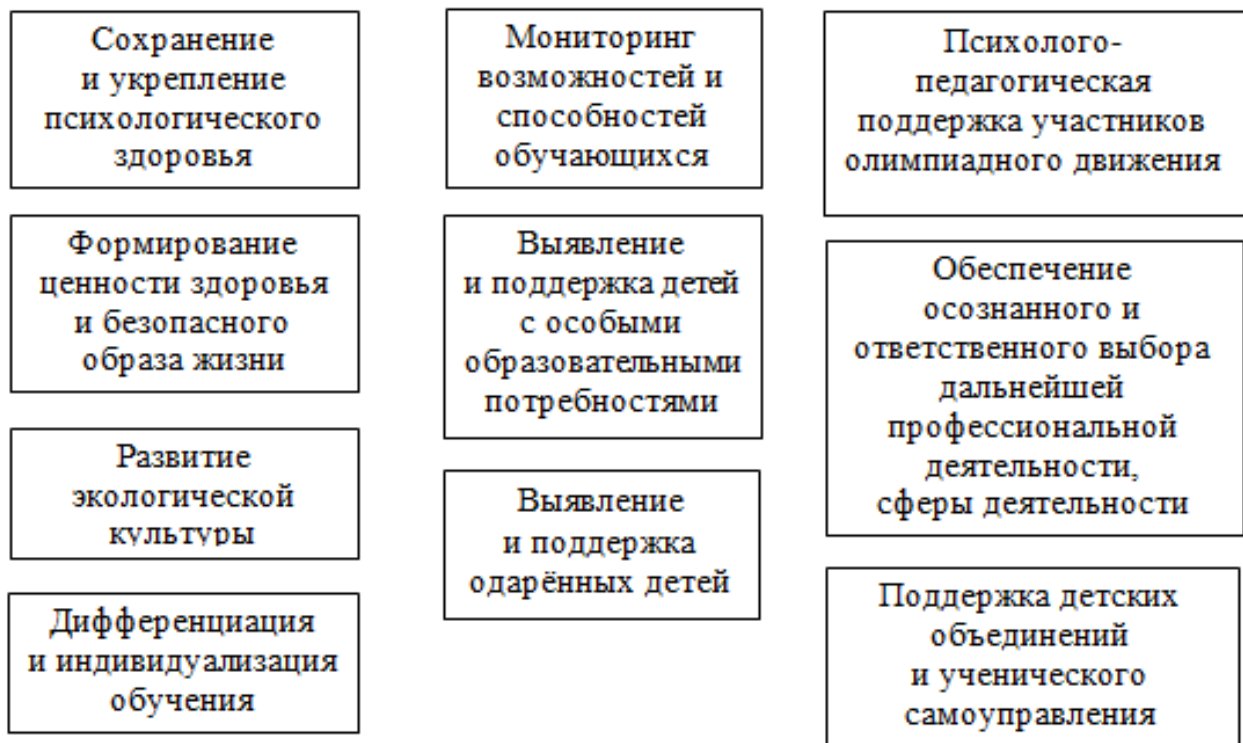 Сохранение
и укрепление
психологического
здоровья
Формирование
ценности здоровья
и безопасного
образа жизни
Развитие
экологической
культуры
Дифференциация
и индивидуализация
обучения
Мониторинг
возможностей и
способностей
обучающихся
Выявление
и поддержка детей
с особыми
образовательными
потребностями
Выявление
и поддержка
одарённых детей
Психолого-
педагогическая
поддержка участников
олимпиадного движения
Обеспечение
осознанного и
ответственного выбора
дальнейшей
профессиональной
деятельности,
сферы деятельности
Поддержка детских
объединений
и ученического
самоуправления